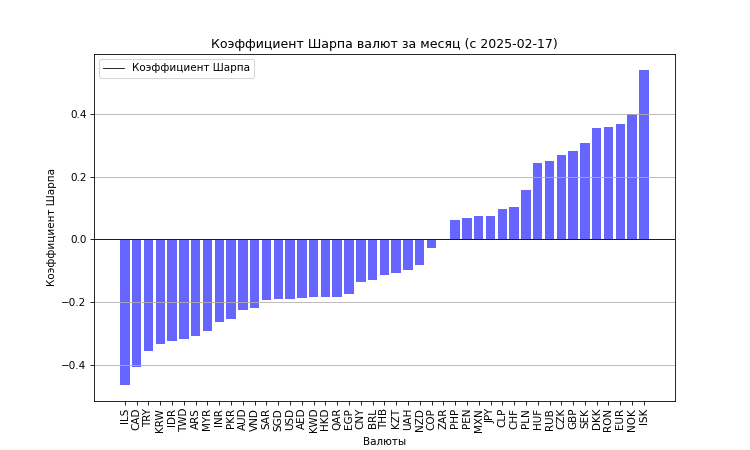 Коэффициент Шарпа валют за месяц (с 2025-02-17)
Коэффициент Шарпа
Коэффициент Шарпа
0.4
0.2
0.0
−0.2
−0.4
ILS CAD TRY KRW IDR TWD ARS MYR INR PKR AUD VND SAR SGD USD AED KWD HKD QAR EGP CNY BRL THB KZT UAH NZD COP ZAR PHP PEN MXN JPY CLP CHF PLN HUF RUB CZK GBP SEK DKK RON EUR NOK ISK
Валюты